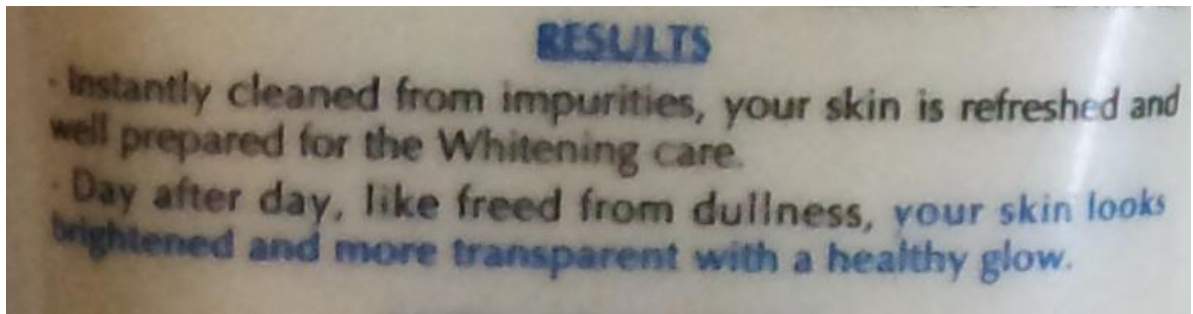 RESULTS
· Instantly cleaned from impurities, your skin is refreshed and
well prepared for the Whitening care.
· Day after day, like freed from dullness, your skin looks
brightened and more transparent with a healthy glow.